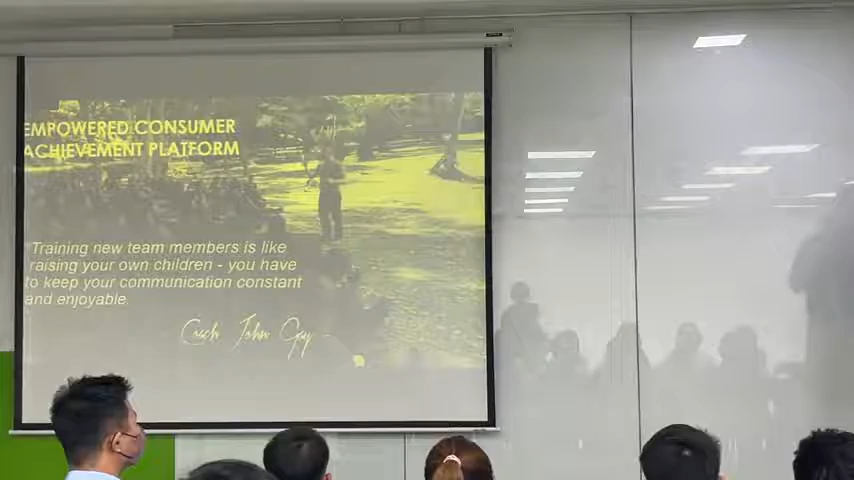 EMPOWERED CONSUMER
ACHIEVEMENT PLATFORM
Training new team members is like
raising your own children - you have
to keep your communication constant
and enjoyable.
Coach John Gay